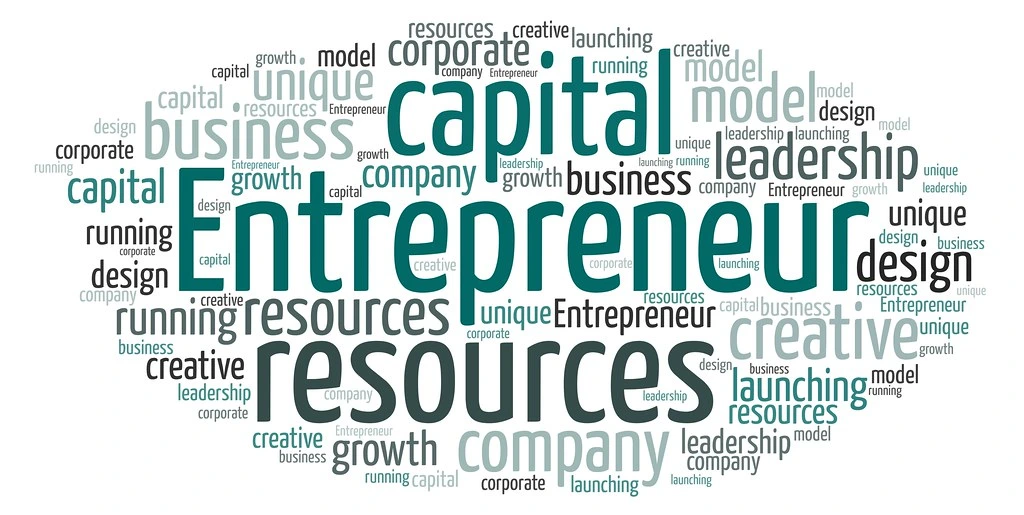 resources
creative
launching
corporate
creative
growth
model
company
Entrepreneur
running
model
capital
unique
capital
model
model
capital
resources
Entrepreneur
design
design
business
leadership
launching
model
corporate
growth
unique
leadership
running
Entrepreneur
leadership
launching
running
unique
capital
growth
company
growth
business
company
Entrepreneur
growth
leadership
capital
design
Entrepreneur
unique
running
corporate
design
business
capital
creative
corporate
launching
design
design
company
creative
resources
unique
running
resources
unique
Entrepreneur
resources
capital
business
Entrepreneur
corporate
creative
unique
business
growth
creative
resources
design
business
model
leadership
company
leadership
launching
running
corporate
resources
creative
Entrepreneur
growth
company
leadership
model
business
company
running
capital
corporate
launching
launching